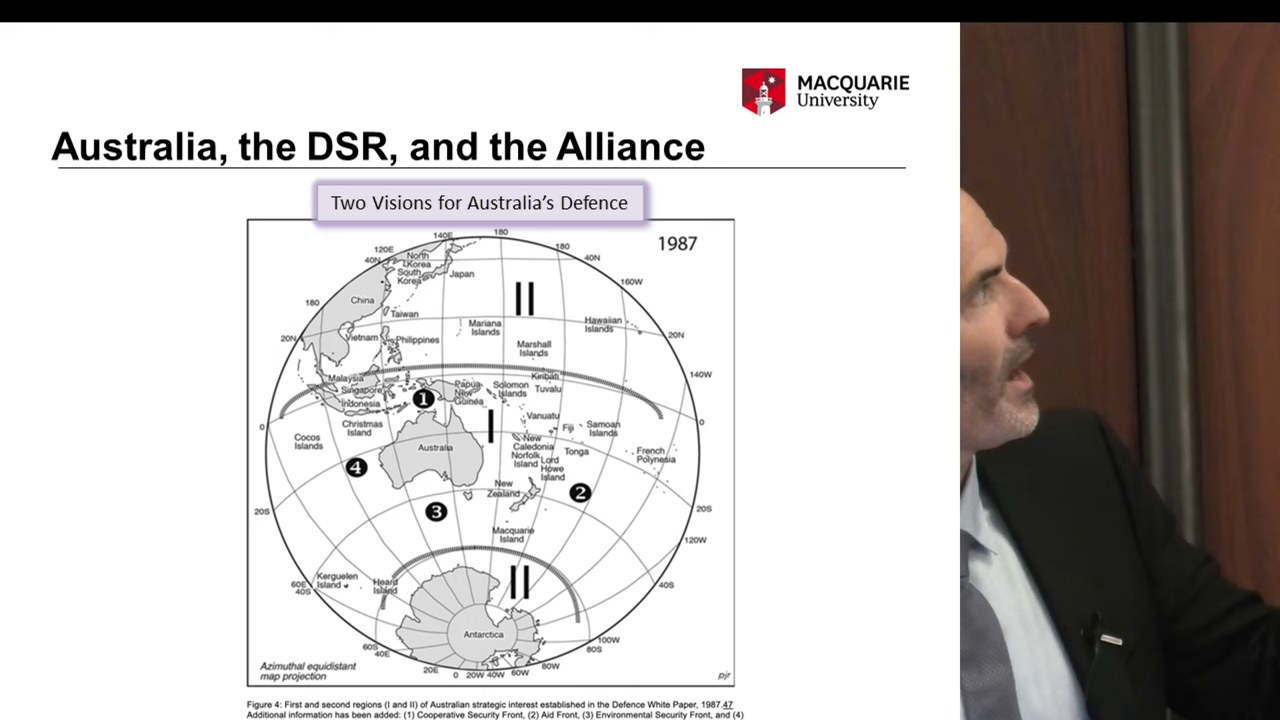 MACQUARIE
University
Australia, the DSR, and the Alliance
Two Visions for Australia’s Defence
1987
180
140E
180
120E
40N
40N
North
Korea
South
Korea
Japan
160W
China
180
Taiwan
II
Mariana
Islands
Hawaiian
Islands
20N
20N
Vietnam
Philippines
Marshall
Islands
140W
Malaysia
Singapore
Indonesia
Kiribati
Papua
New
Guinea
Solomon
Islands
Tuvalu
1
0
0
Christmas
Island
I
Vanuatu
Fiji
Samoan
Islands
Cocos
Islands
Australia
New
Caledonia
Tonga
French
Polynesia
Norfolk
Island
Lord
Howe
Island
4
New
Zealand
2
3
20S
20S
Macquarie
Island
120W
60E
40S
Kerguelen
Island
Heard
Island
II
40S
Antarctica
60S
40E
100W
80S
20E
0
20W
40W
60W
80W
Azimuthal equidistant
map projection
pjr
Figure 4: First and second regions (I and II) of Australian strategic interest established in the Defence White Paper, 1987.47
Additional information has been added: (1) Cooperative Security Front, (2) Aid Front, (3) Environmental Security Front, and (4)